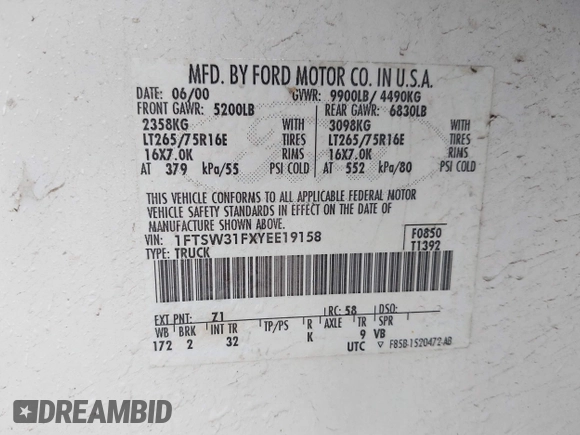 MFD. BY FORD MOTOR CO. IN U.S.A.
DATE: 06/00 GVWR: 9900LB/ 4490KG
FRONT GAWR: 5200LB REAR GAWR: 6830LB
2358KG WITH 3098KG WITH
LT265/75R16E TIRES LT265/75R16E TIRES
16X7.0K RIMS 16X7.0K RIMS
AT 379 kPa/55 PSI COLD AT 552 kPa/80 PSI COLD
THIS VEHICLE CONFORMS TO ALL APPLICABLE FEDERAL MOTOR
VEHICLE SAFETY STANDARDS IN EFFECT ON THE DATE OF
MANUFACTURE SHOWN ABOVE.
VIN: 1FTSW31FXYEE19158 F0850
TYPE: TRUCK T1392
EXT PNT: Z1 RC: 58 DSO:
WB BRK INT TR TP/PS R AXLE TR SPR
172 2 32 K 9 VB
UTC ▽ F85B-1520472-AB
DREAMBID